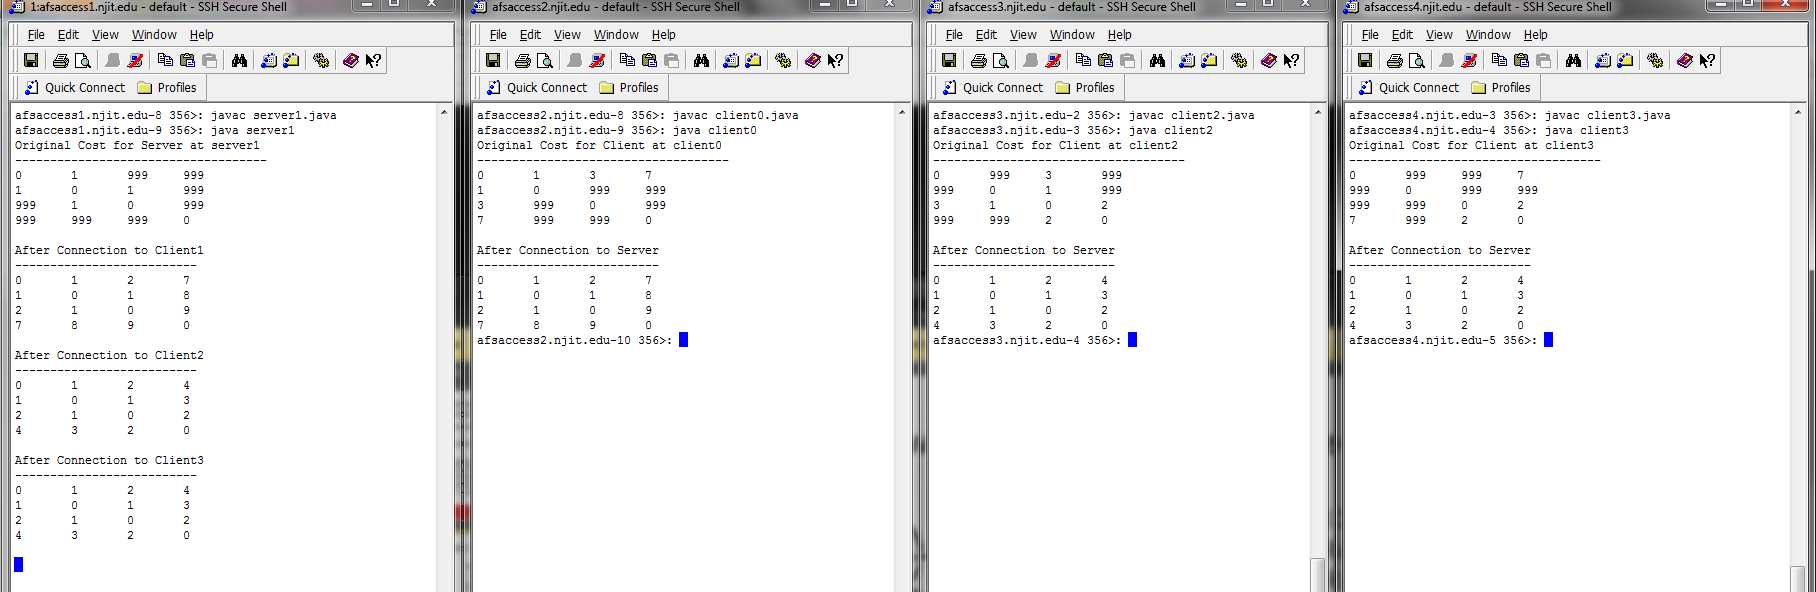 1:afsaccess1.njit.edu - default - SSH Secure Shell
File Edit View Window Help
Quick Connect Profiles
afsaccess1.njit.edu-8 356>: javac server1.java
afsaccess1.njit.edu-9 356>: java server1
Original Cost for Server at server1
------------------------------------
0 1 999 999
1 0 1 999
999 1 0 999
999 999 999 0
After Connection to Client1
--------------------------
0 1 2 7
1 0 1 8
2 1 0 9
7 8 9 0
After Connection to Client2
--------------------------
0 1 2 4
1 0 1 3
2 1 0 2
4 3 2 0
After Connection to Client3
--------------------------
0 1 2 4
1 0 1 3
2 1 0 2
4 3 2 0
afsaccess2.njit.edu - default - SSH Secure Shell
File Edit View Window Help
Quick Connect Profiles
afsaccess2.njit.edu-8 356>: javac client0.java
afsaccess2.njit.edu-9 356>: java client0
Original Cost for Client at client0
------------------------------------
0 1 3 7
1 0 999 999
3 999 0 999
7 999 999 0
After Connection to Server
--------------------------
0 1 2 7
1 0 1 8
2 1 0 9
7 8 9 0
afsaccess2.njit.edu-10 356>:
afsaccess3.njit.edu - default - SSH Secure Shell
File Edit View Window Help
Quick Connect Profiles
afsaccess3.njit.edu-2 356>: javac client2.java
afsaccess3.njit.edu-3 356>: java client2
Original Cost for Client at client2
------------------------------------
0 999 3 999
999 0 1 999
3 1 0 2
999 999 2 0
After Connection to Server
--------------------------
0 1 2 4
1 0 1 3
2 1 0 2
4 3 2 0
afsaccess3.njit.edu-4 356>:
afsaccess4.njit.edu - default - SSH Secure Shell
File Edit View Window Help
Quick Connect Profiles
afsaccess4.njit.edu-3 356>: javac client3.java
afsaccess4.njit.edu-4 356>: java client3
Original Cost for Client at client3
------------------------------------
0 999 999 7
999 0 999 999
999 999 0 2
7 999 2 0
After Connection to Server
--------------------------
0 1 2 4
1 0 1 3
2 1 0 2
4 3 2 0
afsaccess4.njit.edu-5 356>: